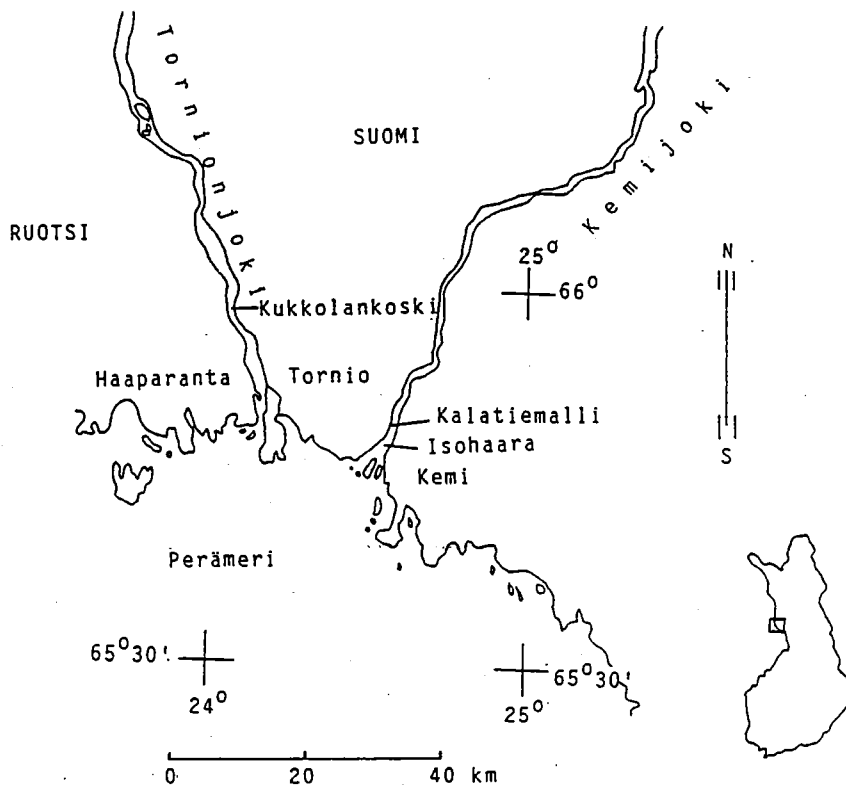 Tornionjoki
SUOMI
Kemijoki
RUOTSI
25° N
66°
Kukkolankoski
Haaparanta Tornio
Kalatiemalli
Isohaara
S
Kemi
Perämeri
65°30'
65°30'
24°
25°
0 20 40 km